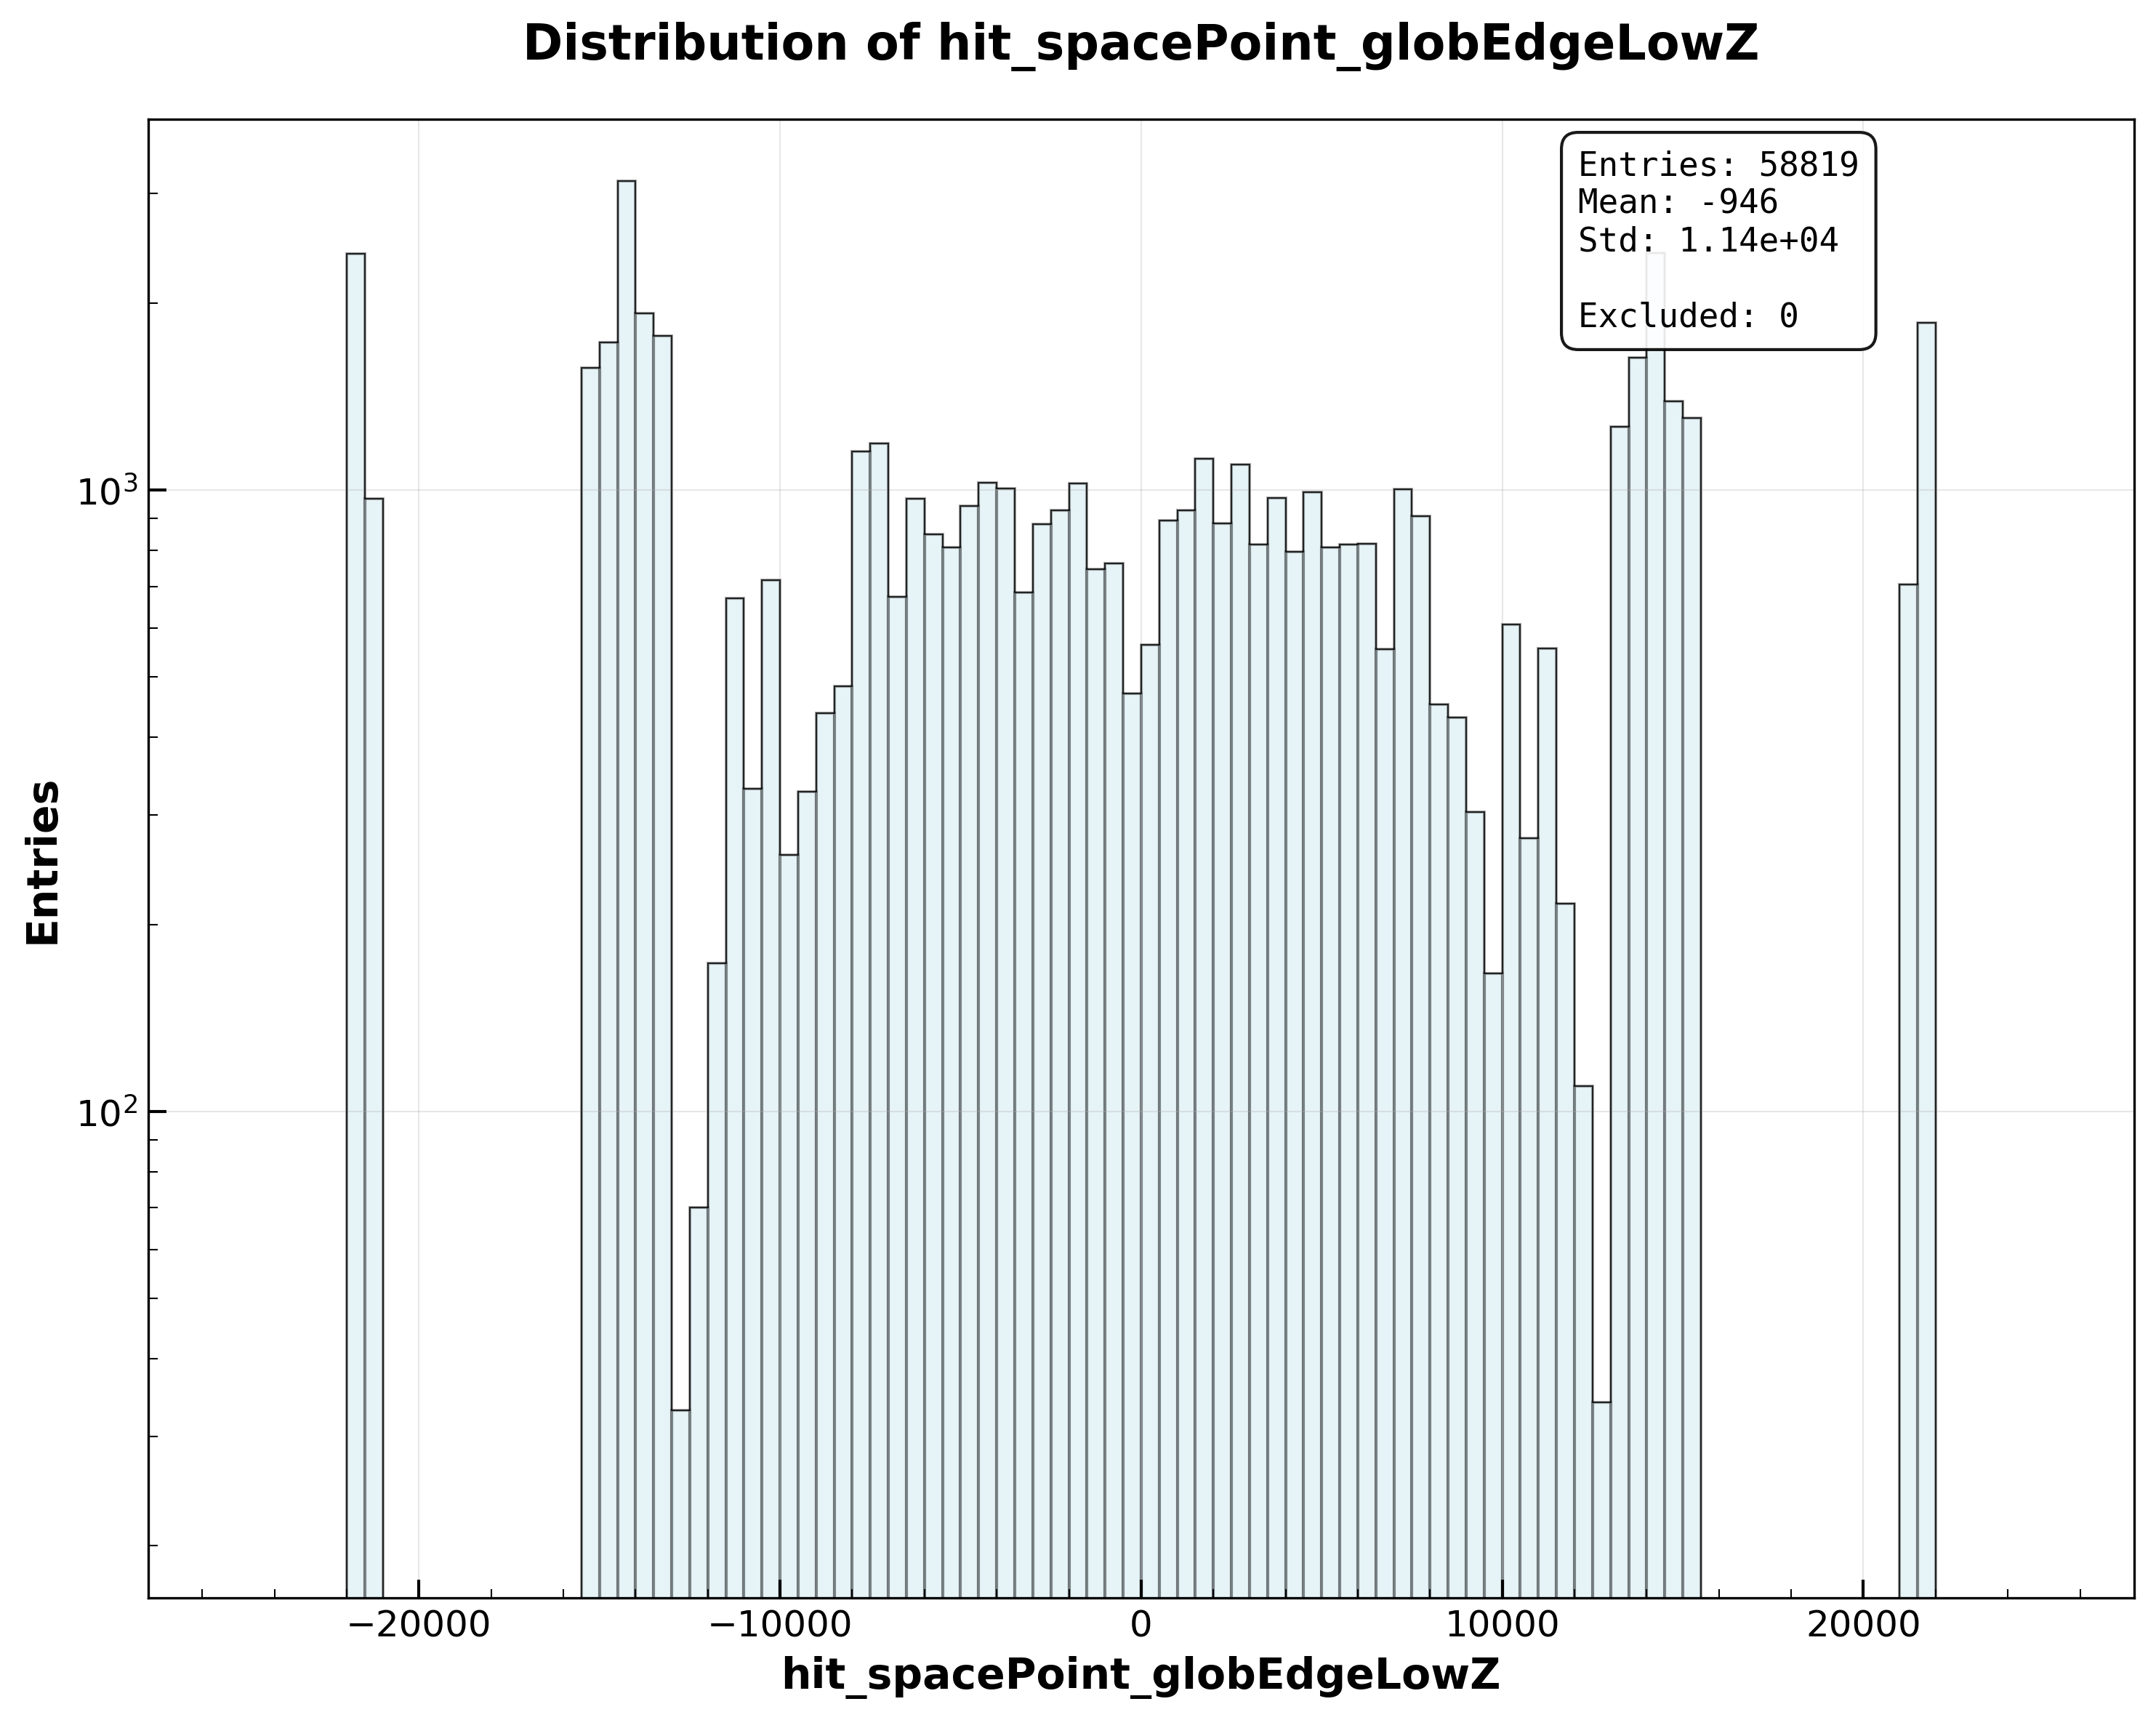 Distribution of hit_spacePoint_globEdgeLowZ
Entries: 58819
Mean: -946
Std: 1.14e+04
Excluded: 0
Entries
10³
10²
−20000
−10000
0
10000
20000
hit_spacePoint_globEdgeLowZ